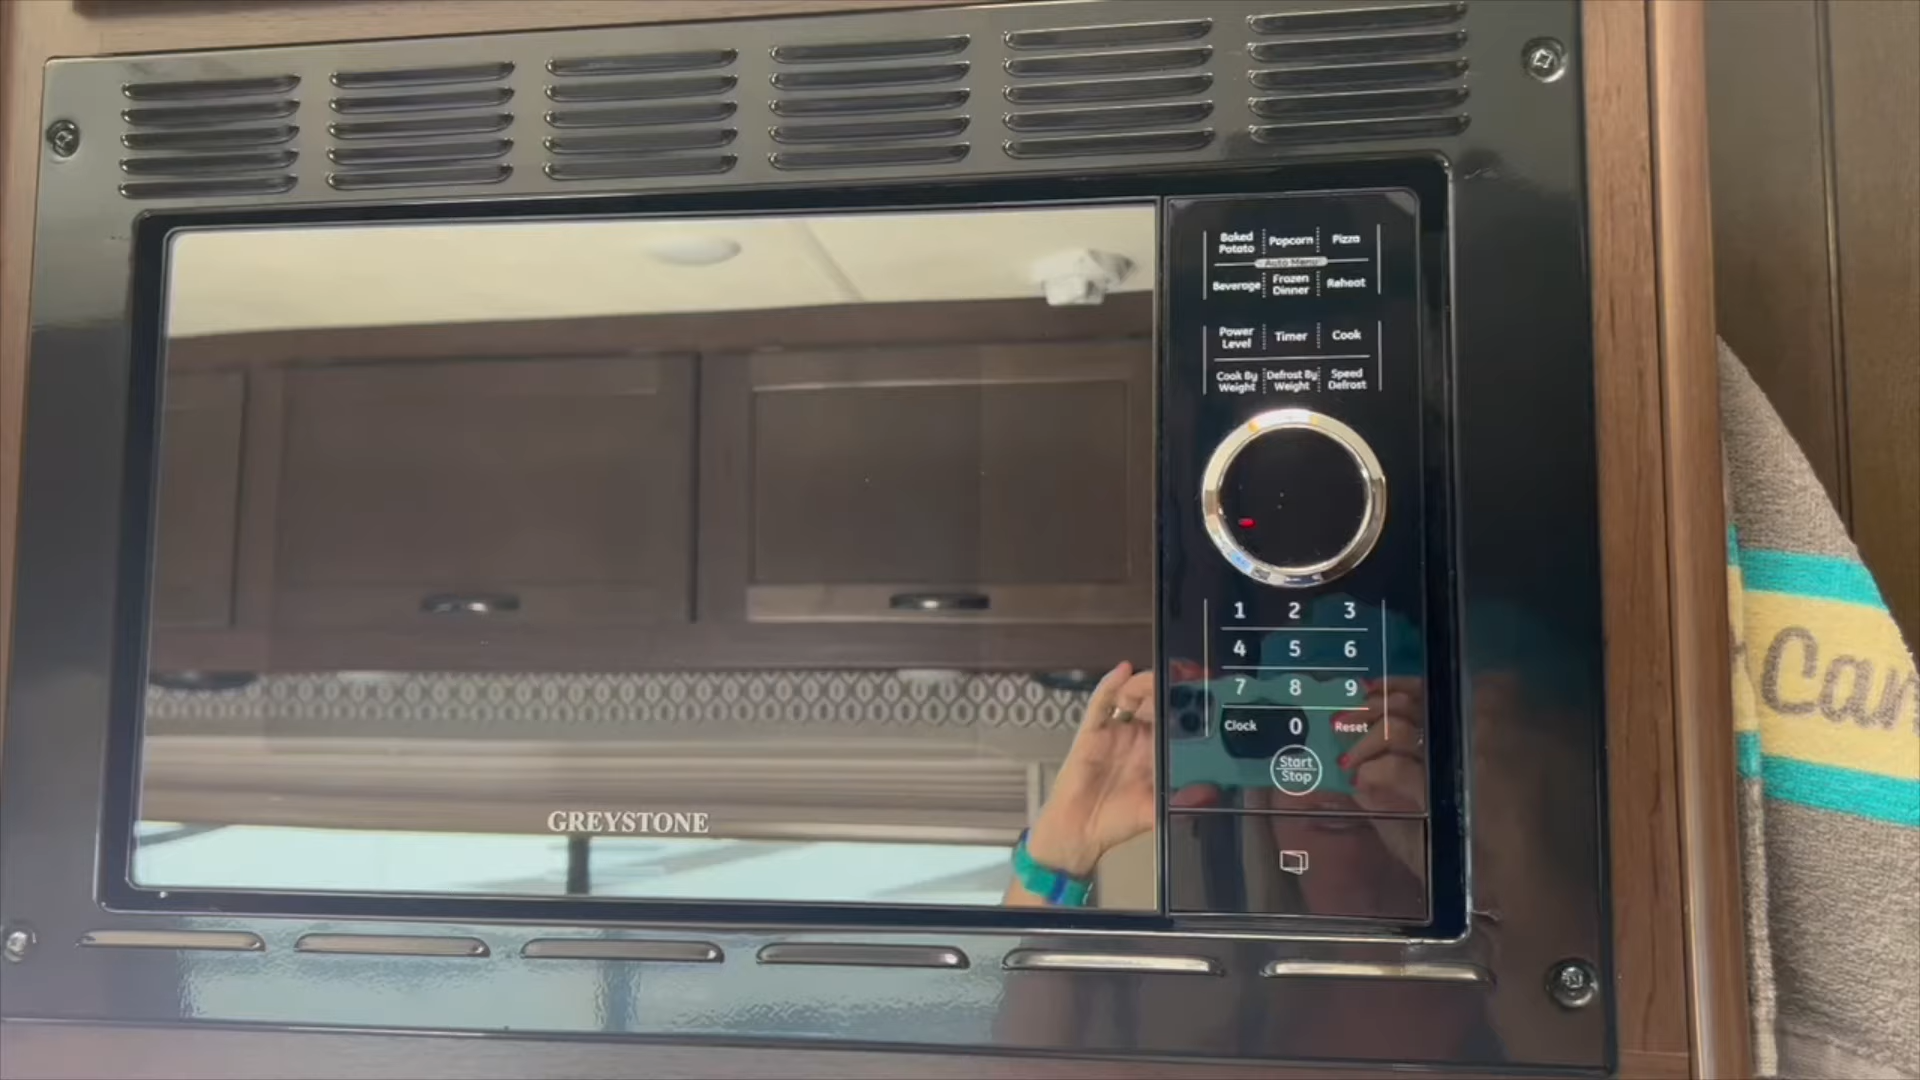 Baked Potato Popcorn Pizza
Auto Menu
Beverage Frozen Dinner Reheat
Power Level Timer Cook
Cook By Weight Defrost By Weight Speed Defrost
1 2 3
4 5 6
7 8 9
Clock 0 Reset
Start
Stop
GREYSTONE
Can